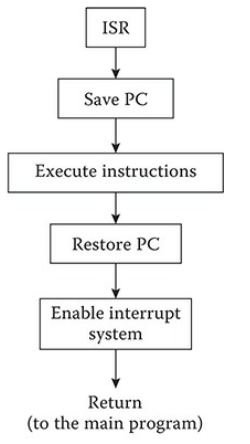 ISR
Save PC
Execute instructions
Restore PC
Enable interrupt
system
Return
(to the main program)